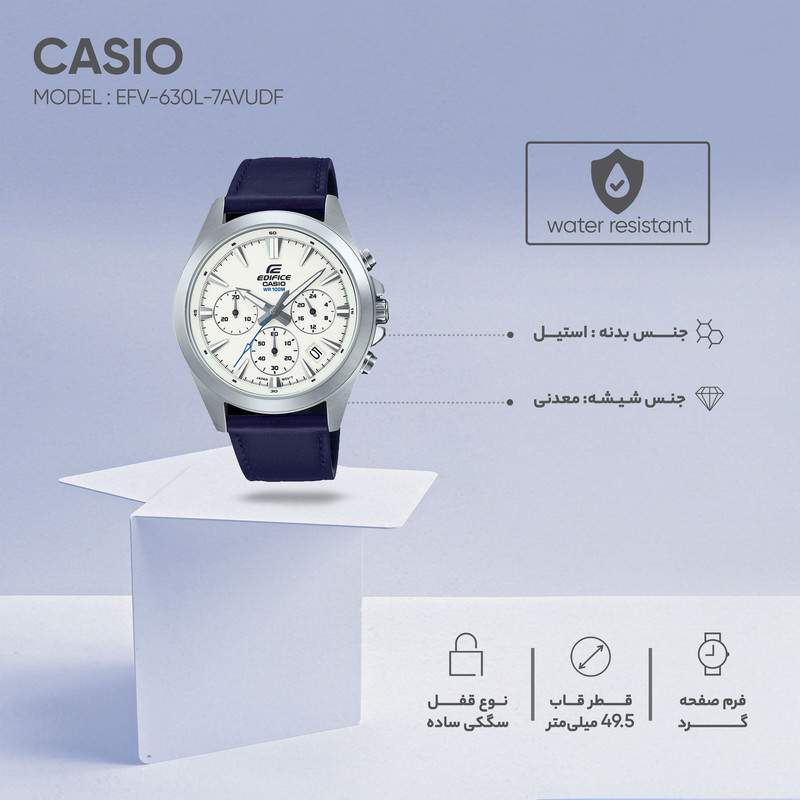 CASIO
MODEL : EFV-630L-7AVUDF
water resistant
60
EDIFICE
CASIO
WR 100M
جنس بدنه : استیل
جنس شیشه: معدنی
فرم صفحه
گرد
قطر قاب
49.5 میلی‌متر
نوع قفل
سگکی ساده